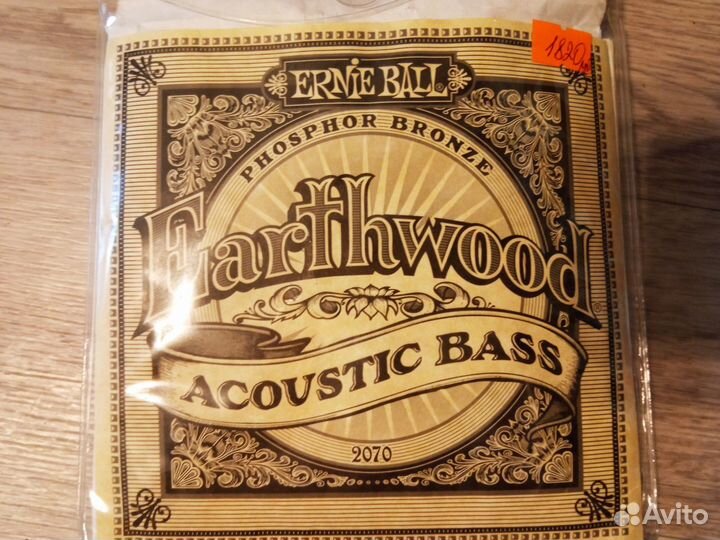 1820
ERNIE BALL
PHOSPHOR BRONZE
Earthwood
ACOUSTIC BASS
2070
Avito